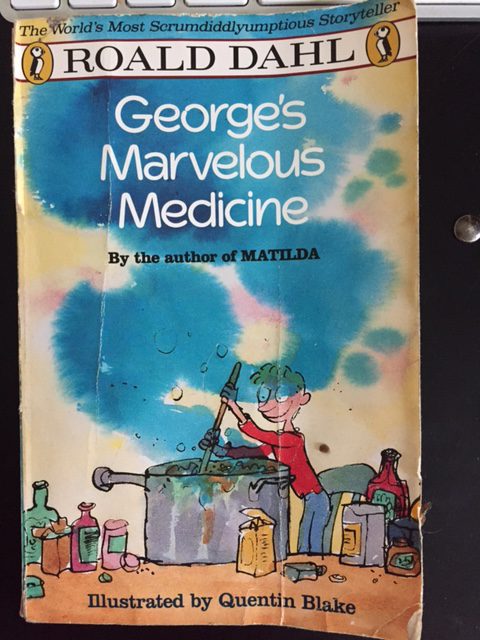 The World's Most Scrumdiddlyumptious Storyteller
ROALD DAHL
George's
Marvelous
Medicine
By the author of MATILDA
Illustrated by Quentin Blake